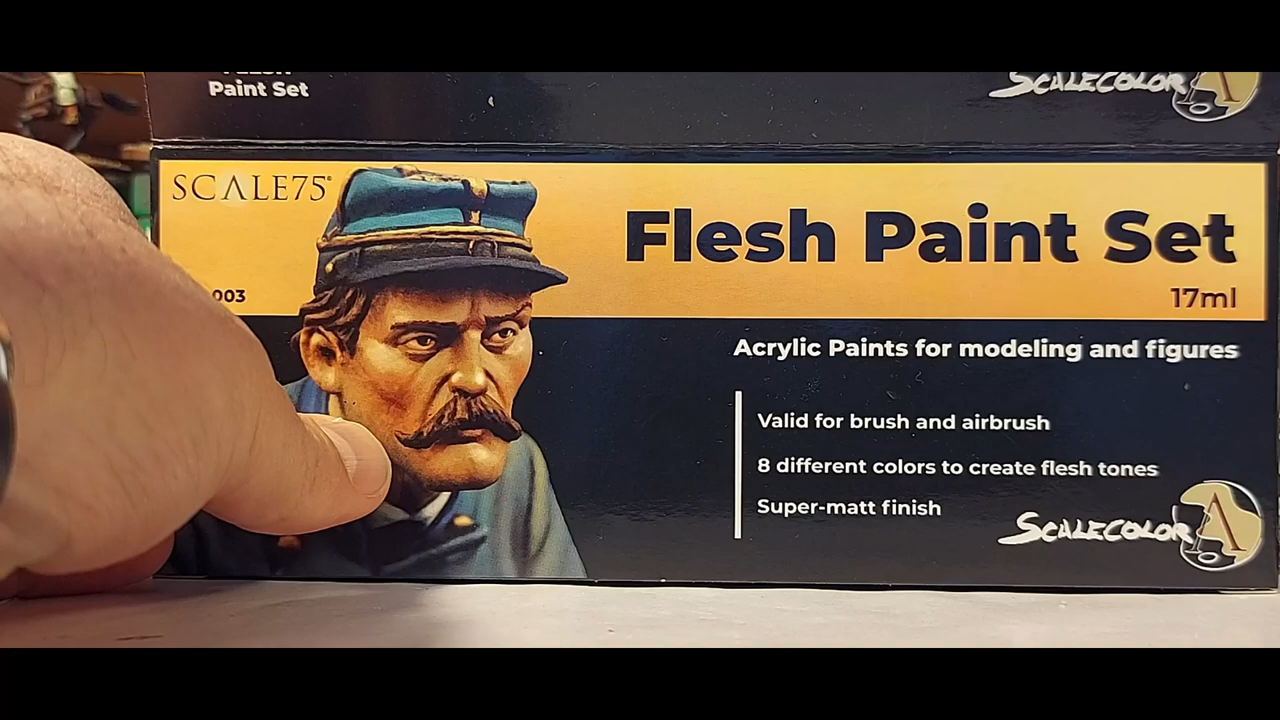 Paint Set
SCALECOLOR
SCALE75
Flesh Paint Set
003
17ml
Acrylic Paints for modeling and figures
Valid for brush and airbrush
8 different colors to create flesh tones
Super-matt finish
SCALECOLOR